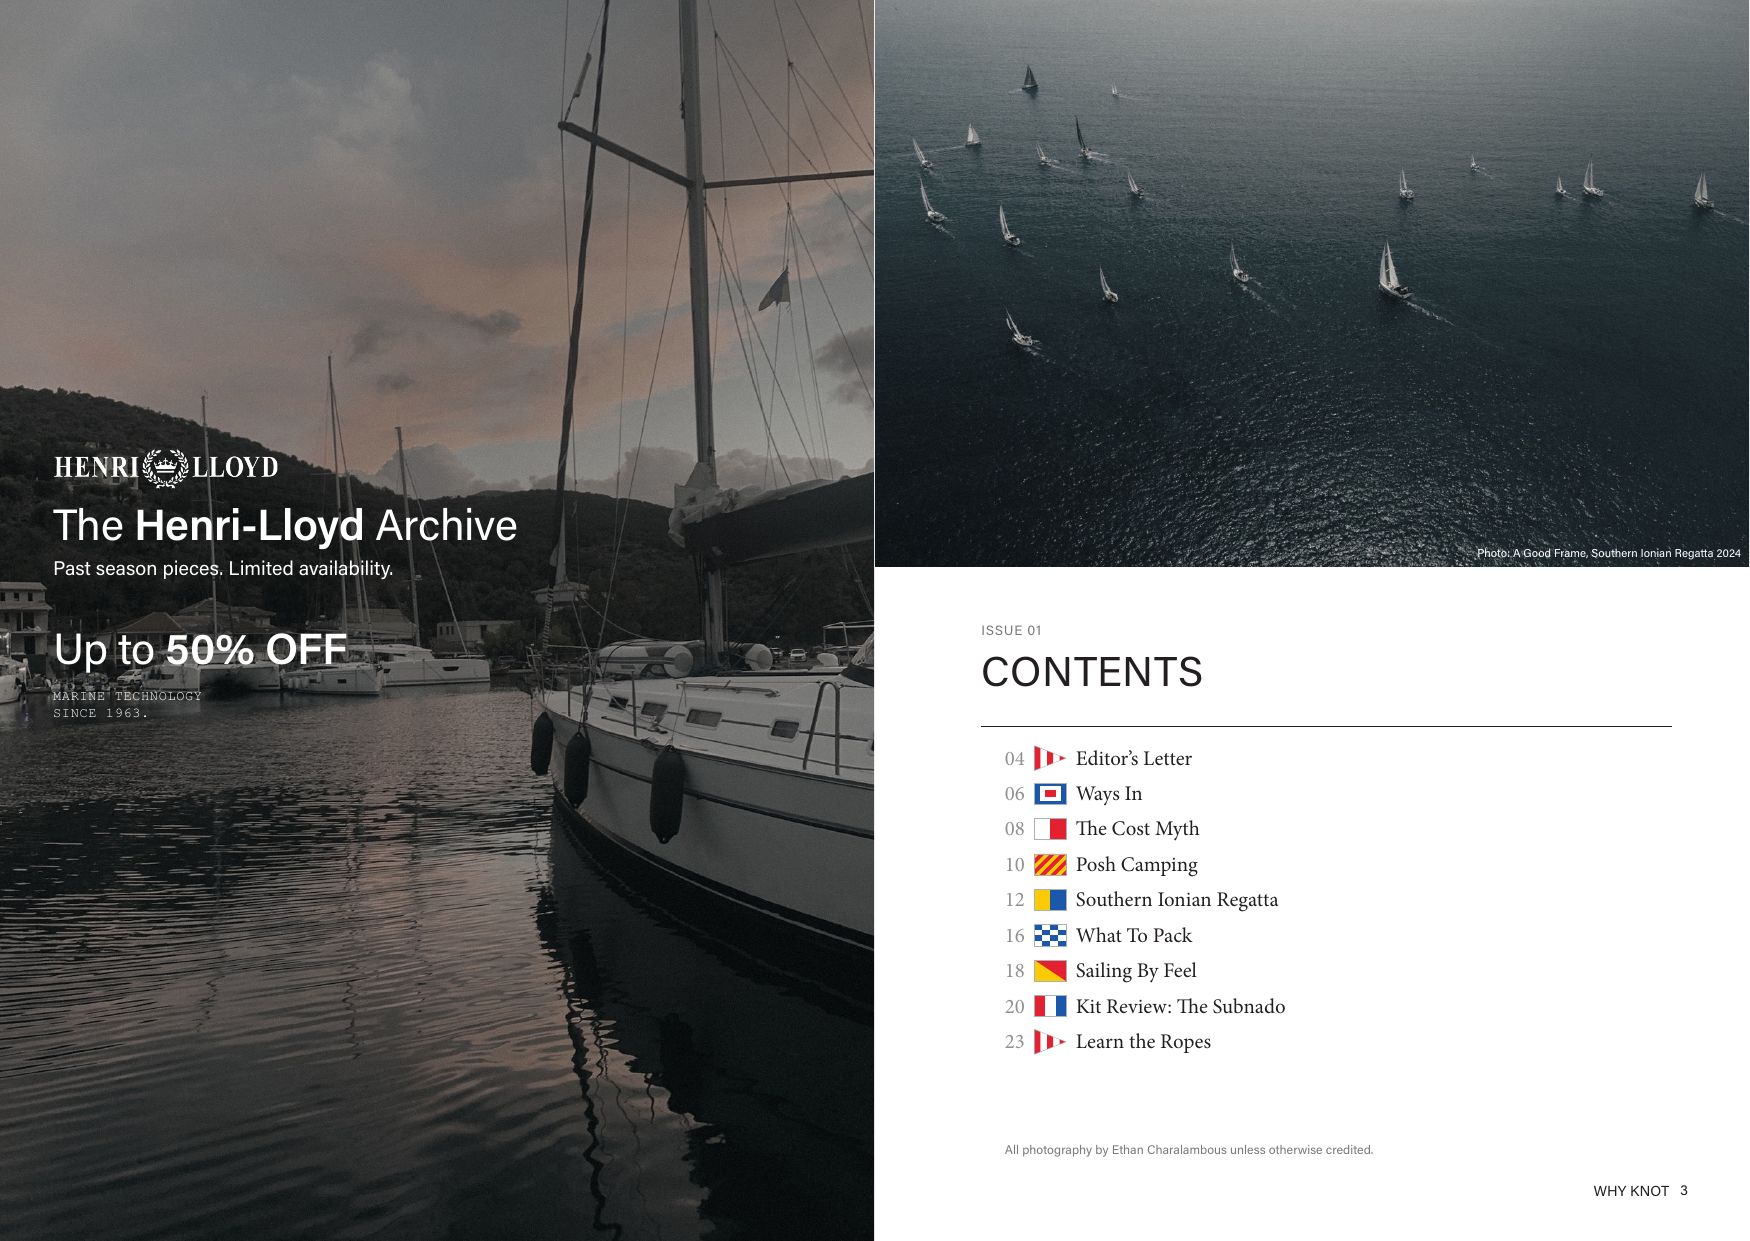 HENRI LLOYD
The Henri-Lloyd Archive
Past season pieces. Limited availability.
Up to 50% OFF
MARINE TECHNOLOGY
SINCE 1963.
Photo: A Good Frame, Southern Ionian Regatta 2024
ISSUE 01
CONTENTS
04 Editor’s Letter
06 Ways In
08 The Cost Myth
10 Posh Camping
12 Southern Ionian Regatta
16 What To Pack
18 Sailing By Feel
20 Kit Review: The Subnado
23 Learn the Ropes
All photography by Ethan Charalambous unless otherwise credited.
WHY KNOT 3